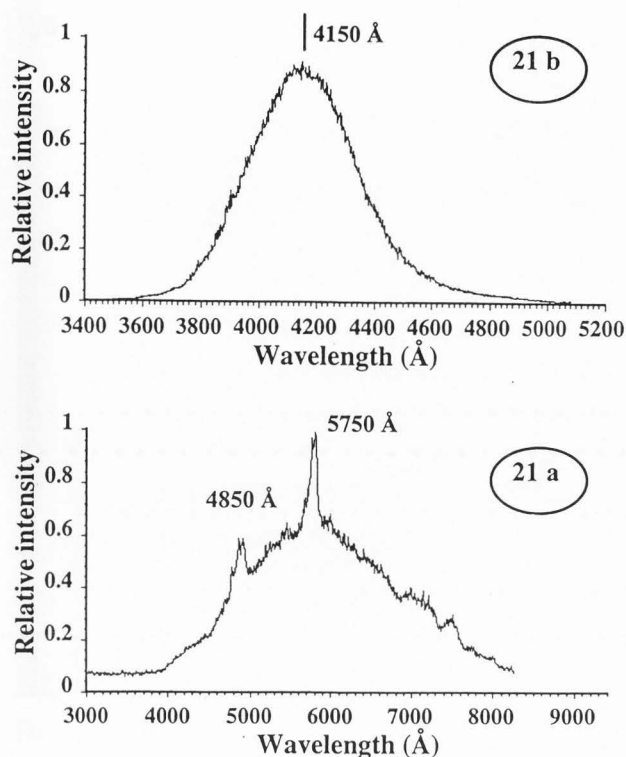 4150 Å
21 b
Relative intensity
1
0.8
0.6
0.4
0.2
0
3400 3600 3800 4000 4200 4400 4600 4800 5000 5200
Wavelength (Å)
5750 Å
21 a
4850 Å
Relative intensity
1
0.8
0.6
0.4
0.2
0
3000 4000 5000 6000 7000 8000 9000
Wavelength (Å)